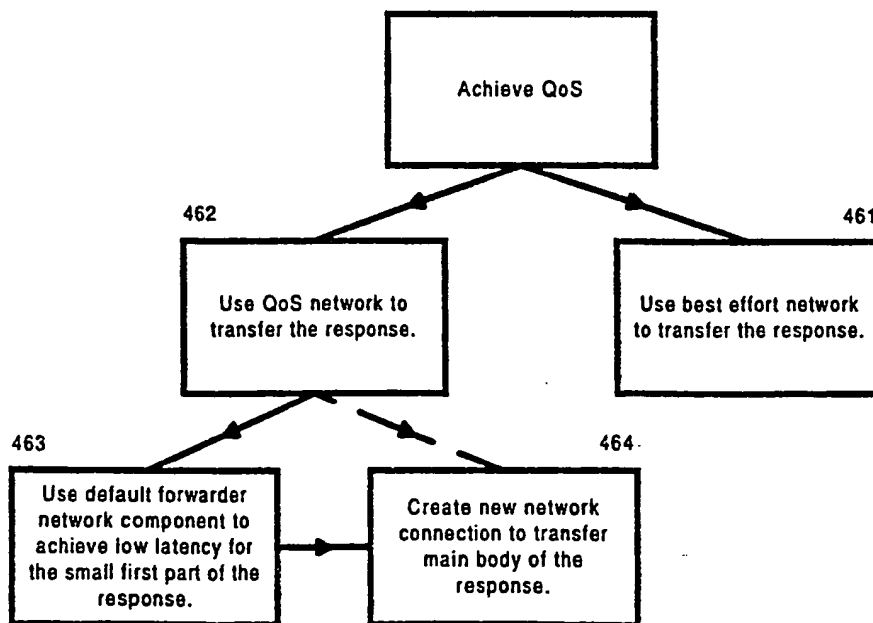 Achieve QoS
462
461
Use QoS network to
transfer the response.
Use best effort network
to transfer the response.
463
464
Use default forwarder
network component to
achieve low latency for
the small first part of the
response.
Create new network
connection to transfer
main body of the
response.